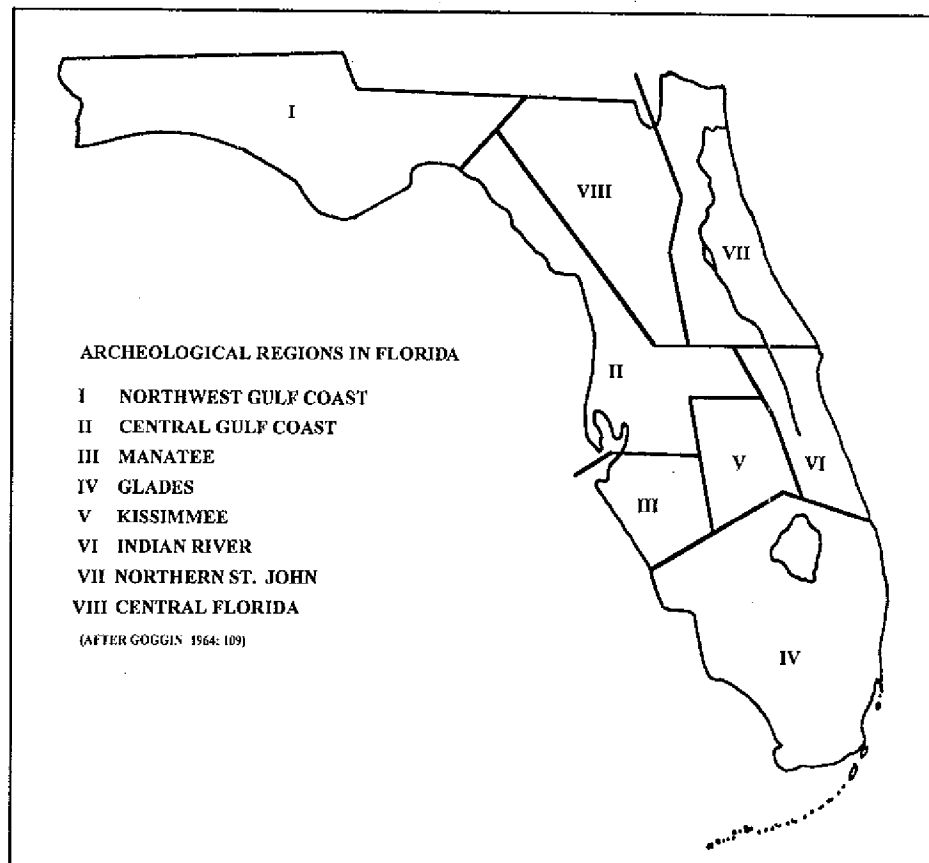 I
VIII
VII
ARCHEOLOGICAL REGIONS IN FLORIDA
I NORTHWEST GULF COAST
II CENTRAL GULF COAST
III MANATEE
IV GLADES
V KISSIMMEE
VI INDIAN RIVER
VII NORTHERN ST. JOHN
VIII CENTRAL FLORIDA
(AFTER GOGGIN 1964: 109)
II
V
VI
III
IV